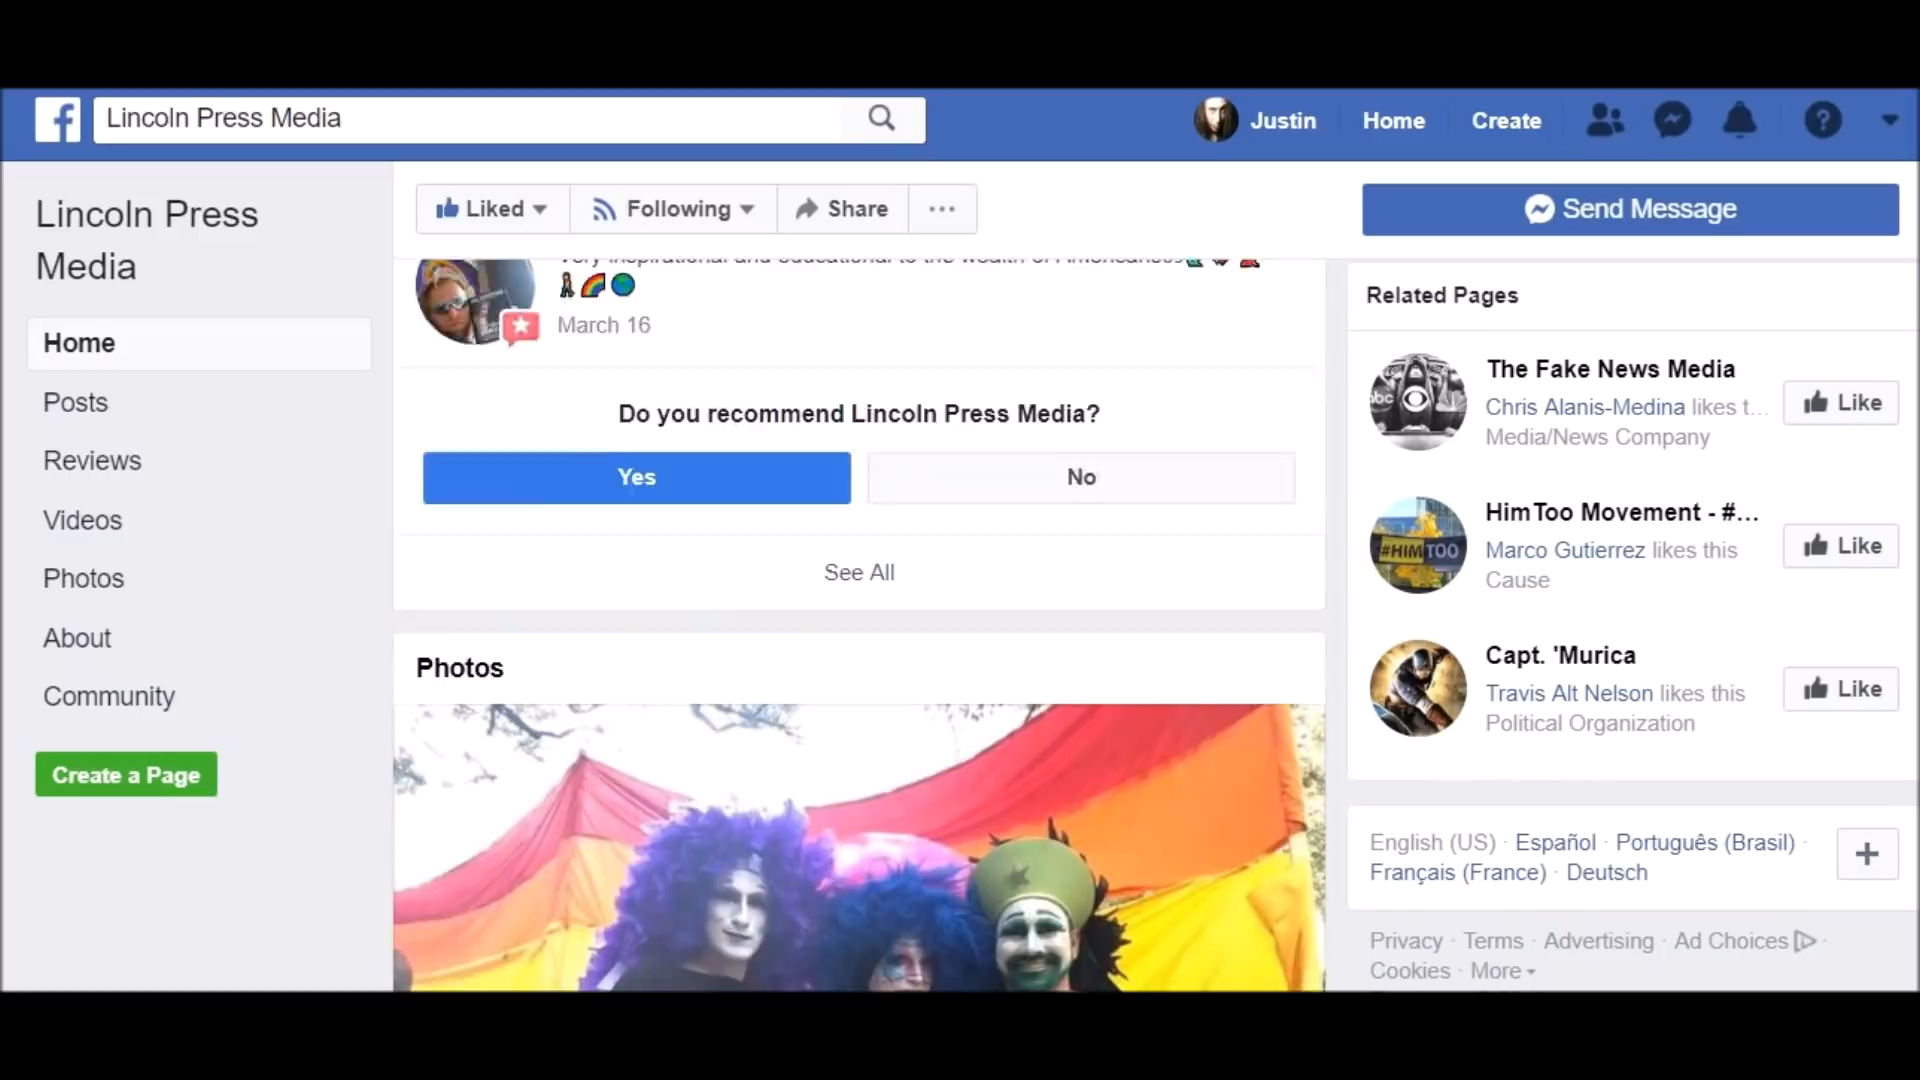 Lincoln Press Media
Justin
Home
Create
Lincoln Press
Media
Home
Posts
Reviews
Videos
Photos
About
Community
Create a Page
Liked
Following
Share
Send Message
March 16
Do you recommend Lincoln Press Media?
Yes
No
See All
Photos
Related Pages
The Fake News Media
Chris Alanis-Medina likes t...
Media/News Company
Like
abc
HimToo Movement - #...
Marco Gutierrez likes this
Cause
Like
#HIMTOO
Capt. 'Murica
Travis Alt Nelson likes this
Political Organization
Like
English (US) · Español · Português (Brasil) ·
Français (France) · Deutsch
Privacy · Terms · Advertising · Ad Choices ·
Cookies · More